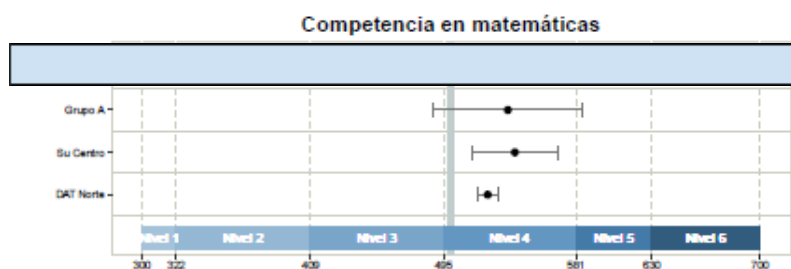 Competencia en matemáticas
Grupo A
Su Centro
DAT Norte
Nivel 1 Nivel 2 Nivel 3 Nivel 4 Nivel 5 Nivel 6
300 322 409 495 581 630 700